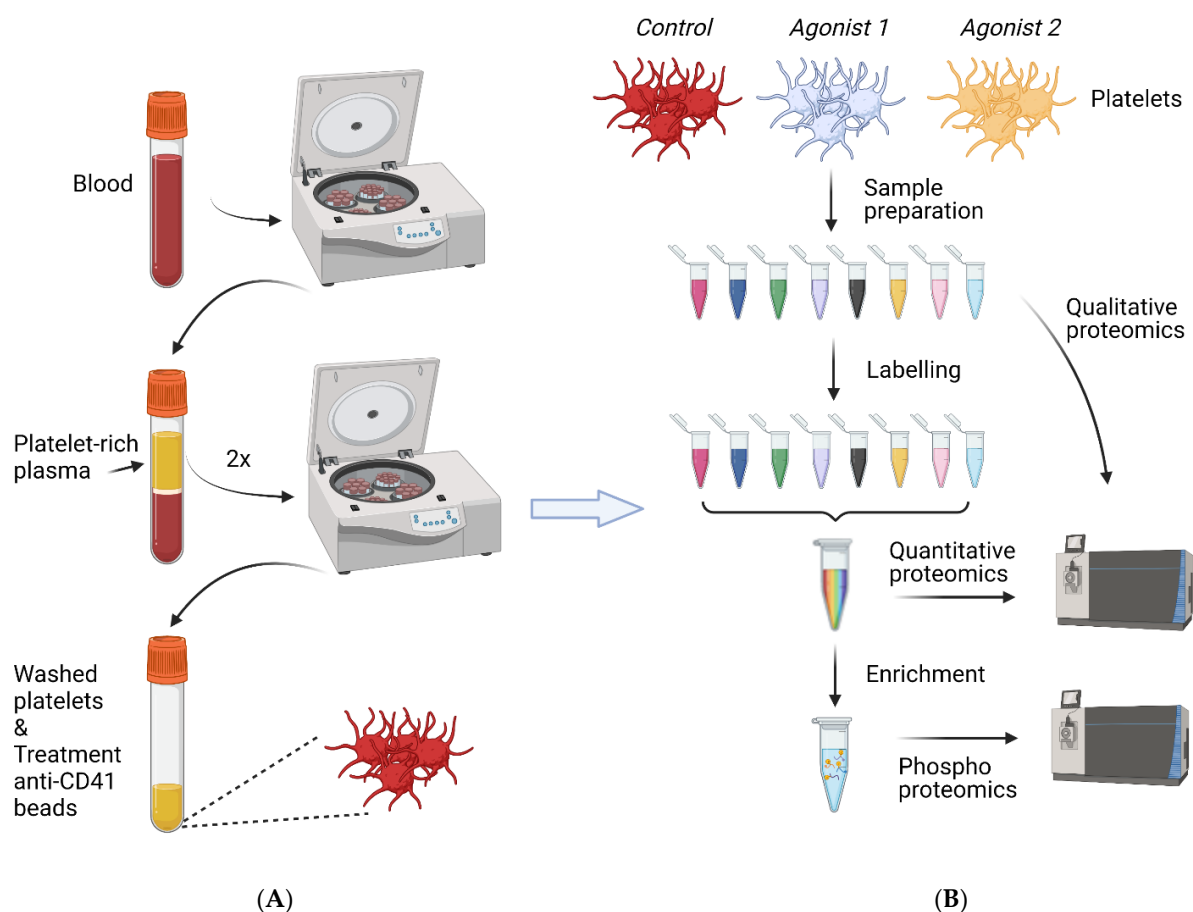 Blood
Platelet-rich
plasma
2x
Washed
platelets
&
Treatment
anti-CD41
beads
(A)
Control
Agonist 1
Agonist 2
Platelets
Sample
preparation
Qualitative
proteomics
Labelling
Quantitative
proteomics
Enrichment
Phospho
proteomics
(B)